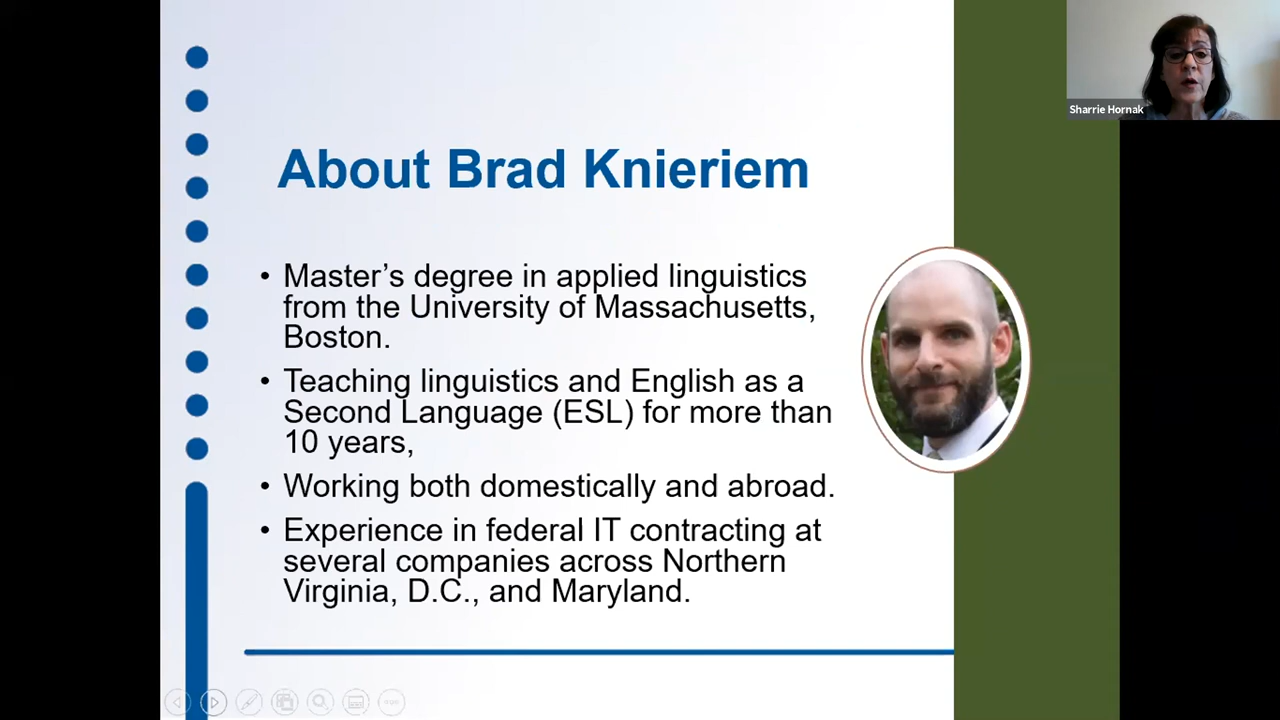 Sharrie Hornak
About Brad Knieriem
• Master’s degree in applied linguistics
from the University of Massachusetts,
Boston.
• Teaching linguistics and English as a
Second Language (ESL) for more than
10 years,
• Working both domestically and abroad.
• Experience in federal IT contracting at
several companies across Northern
Virginia, D.C., and Maryland.